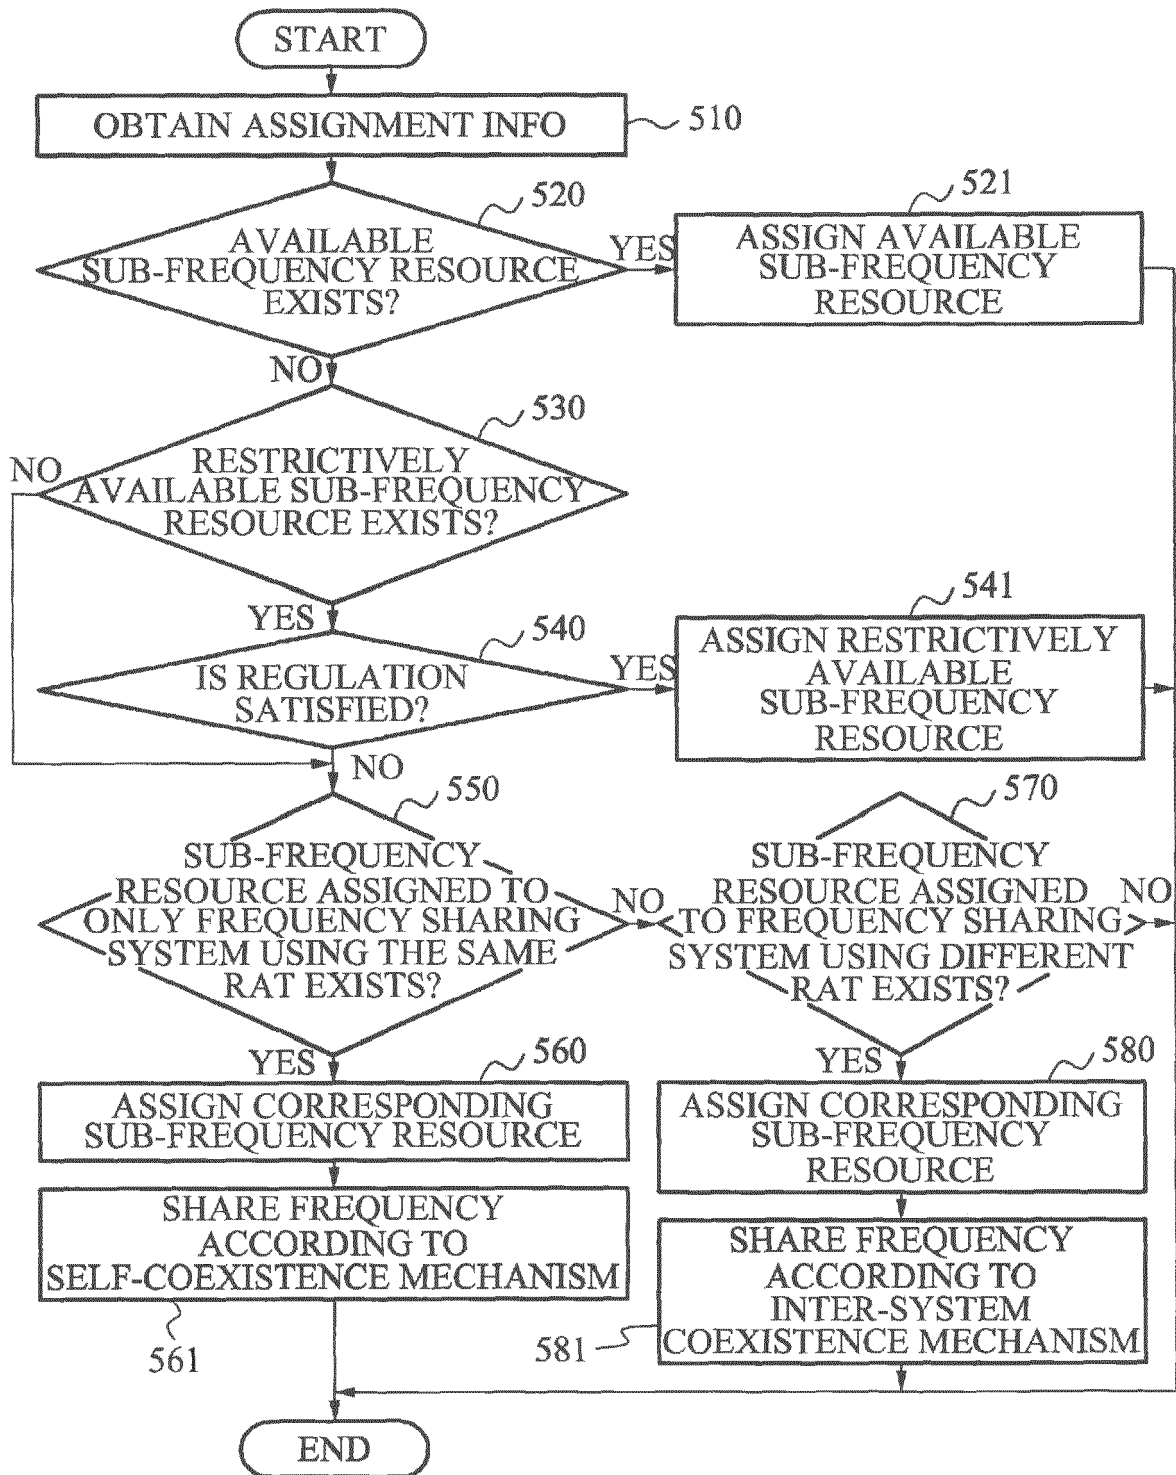 START
OBTAIN ASSIGNMENT INFO
510
520
AVAILABLE
SUB-FREQUENCY RESOURCE
EXISTS?
YES
521
ASSIGN AVAILABLE
SUB-FREQUENCY
RESOURCE
NO
530
NO
RESTRICTIVELY
AVAILABLE SUB-FREQUENCY
RESOURCE EXISTS?
YES
540
IS REGULATION
SATISFIED?
YES
541
ASSIGN RESTRICTIVELY
AVAILABLE
SUB-FREQUENCY
RESOURCE
NO
550
SUB-FREQUENCY
RESOURCE ASSIGNED TO
ONLY FREQUENCY SHARING
SYSTEM USING THE SAME
RAT EXISTS?
NO
570
SUB-FREQUENCY
RESOURCE ASSIGNED
TO FREQUENCY SHARING
SYSTEM USING DIFFERENT
RAT EXISTS?
NO
YES
560
ASSIGN CORRESPONDING
SUB-FREQUENCY RESOURCE
SHARE FREQUENCY
ACCORDING TO
SELF-COEXISTENCE MECHANISM
561
YES
580
ASSIGN CORRESPONDING
SUB-FREQUENCY
RESOURCE
SHARE FREQUENCY
ACCORDING TO
INTER-SYSTEM
COEXISTENCE MECHANISM
581
END